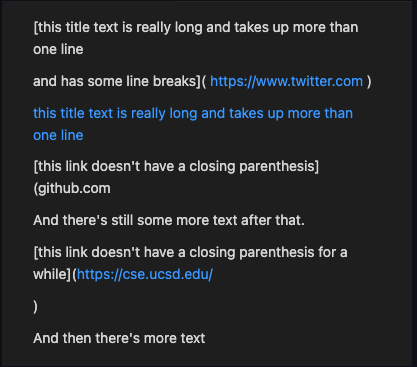 [this title text is really long and takes up more than
one line
and has some line breaks]( https://www.twitter.com )
this title text is really long and takes up more than
one line
[this link doesn't have a closing parenthesis]
(github.com
And there's still some more text after that.
[this link doesn't have a closing parenthesis for a
while](https://cse.ucsd.edu/
)
And then there's more text